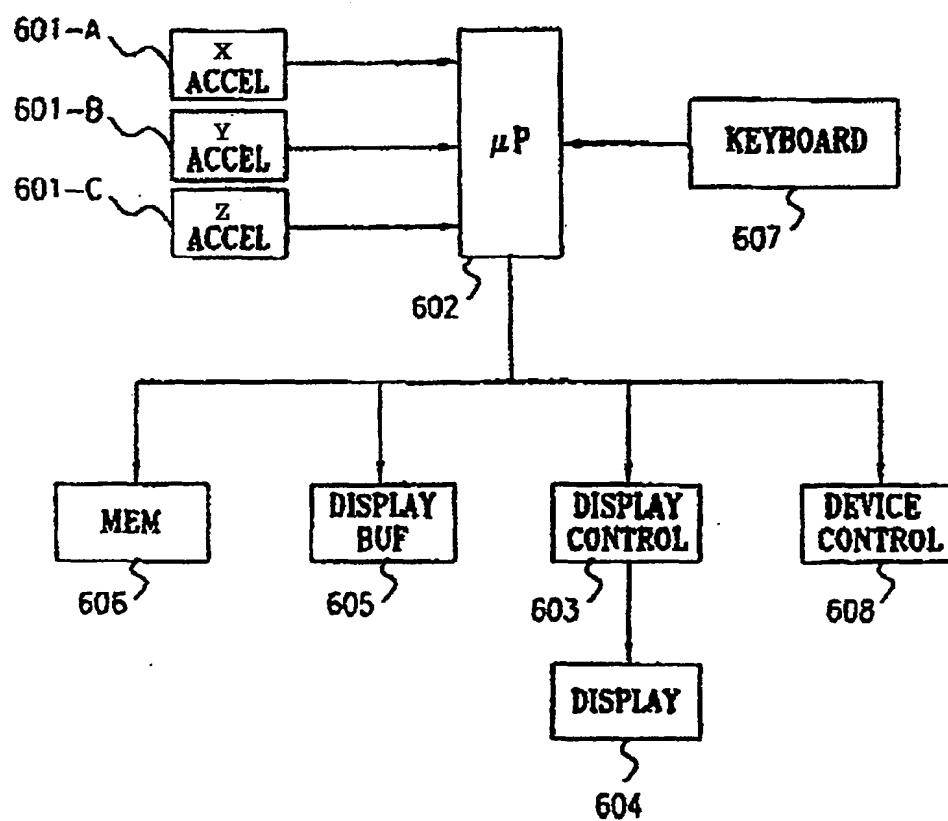 601-A
X
ACCEL
601-B
Y
ACCEL
601-C
Z
ACCEL
μP
602
KEYBOARD
607
MEM
606
DISPLAY
BUF
605
DISPLAY
CONTROL
603
DEVICE
CONTROL
608
DISPLAY
604